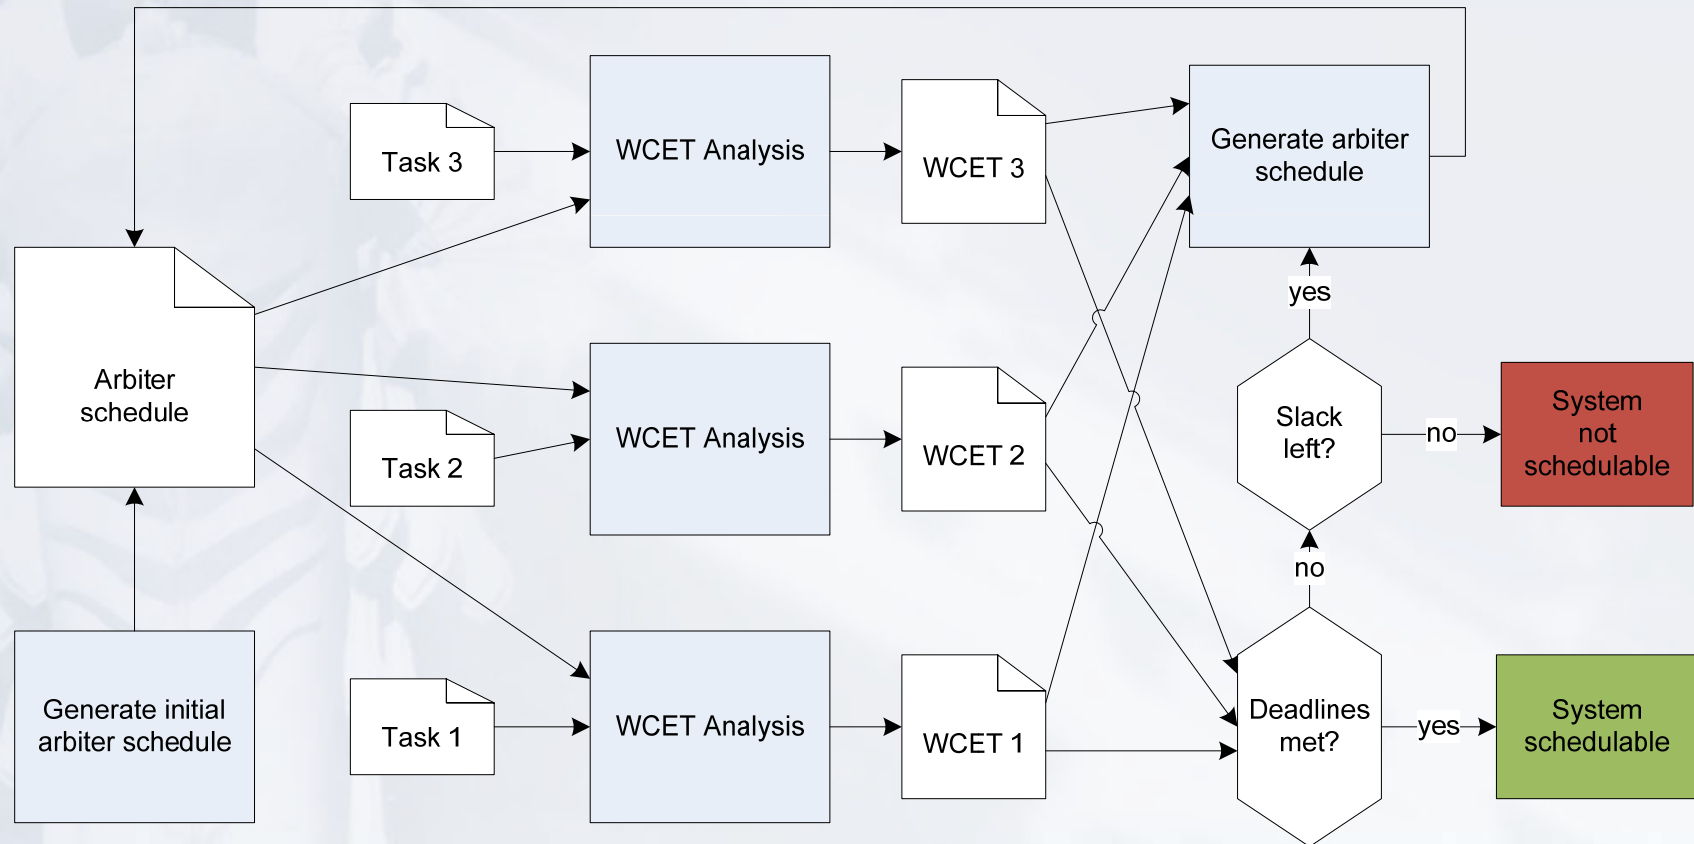 Task 3
WCET Analysis
WCET 3
Generate arbiter
schedule
yes
Arbiter
schedule
Task 2
WCET Analysis
WCET 2
Slack
left?
no
System
not
schedulable
no
Generate initial
arbiter schedule
Task 1
WCET Analysis
WCET 1
Deadlines
met?
yes
System
schedulable